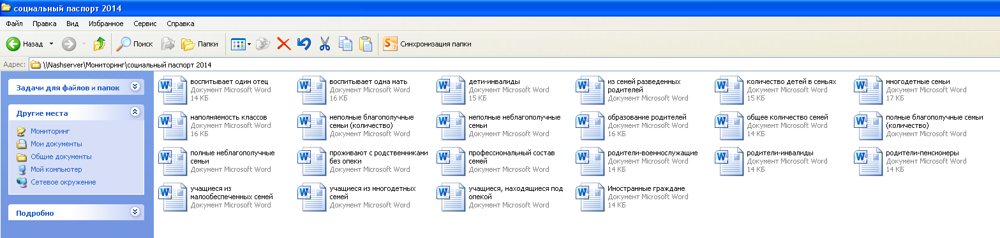 социальный паспорт 2014
Файл Правка Вид Избранное Сервис Справка
Назад Поиск Папки Синхронизация папки
Адрес: \\Nashserver\Мониторинг\социальный паспорт 2014
Задачи для файлов и папок
Другие места
Мониторинг
Мои документы
Общие документы
Мой компьютер
Сетевое окружение
Подробно
воспитывает один отец
Документ Microsoft Word
14 КБ
воспитывает одна мать
Документ Microsoft Word
16 КБ
дети-инвалиды
Документ Microsoft Word
15 КБ
из семей разведенных
родителей
Документ Microsoft Word
количество детей в семьях
Документ Microsoft Word
15 КБ
многодетные семьи
Документ Microsoft Word
17 КБ
наполняемость классов
Документ Microsoft Word
16 КБ
неполные благополучные
семьи (количество)
Документ Microsoft Word
неполные неблагополучные
семьи
Документ Microsoft Word
образование родителей
Документ Microsoft Word
16 КБ
общее количество семей
Документ Microsoft Word
14 КБ
полные благополучные семьи
(количество)
Документ Microsoft Word
полные неблагополучные
семьи
Документ Microsoft Word
проживают с родственниками
без опеки
Документ Microsoft Word
профессиональный состав
семей
Документ Microsoft Word
родители-военнослужащие
Документ Microsoft Word
14 КБ
родители-инвалиды
Документ Microsoft Word
14 КБ
родители-пенсионеры
Документ Microsoft Word
14 КБ
учащиеся из
малообеспеченных семей
Документ Microsoft Word
учащиеся из многодетных
семей
Документ Microsoft Word
учащиеся, находящиеся под
опекой
Документ Microsoft Word
Иностранные граждане
Документ Microsoft Word
14 КБ